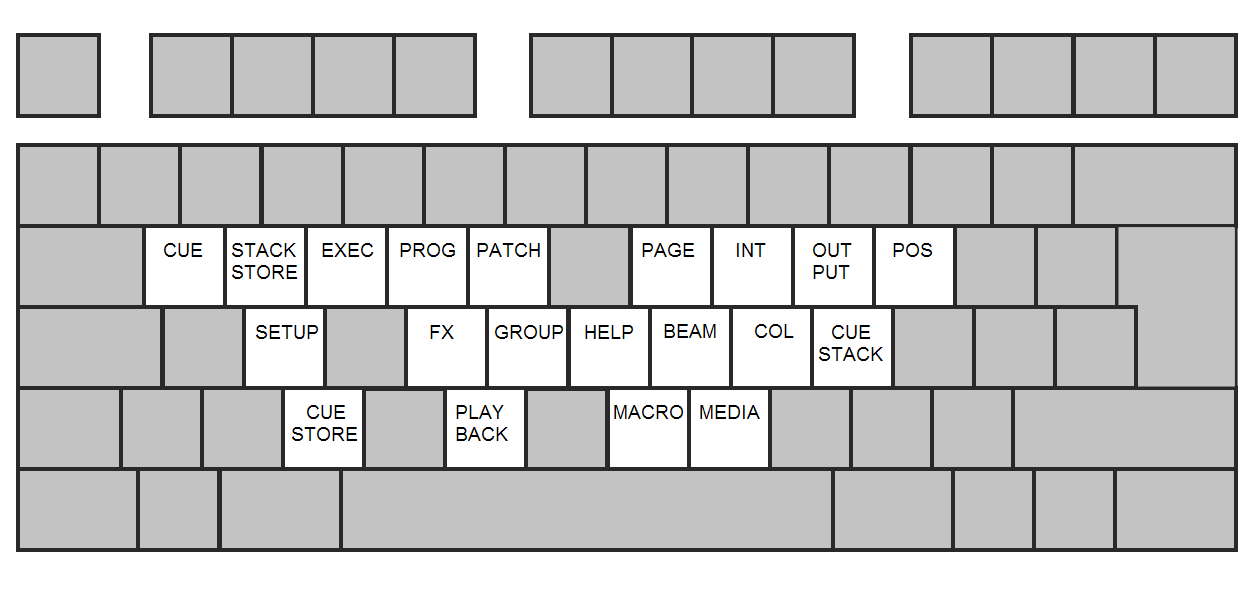 CUE
STACK
STORE
EXEC
PROG
PATCH
PAGE
INT
OUT
PUT
POS
SETUP
FX
GROUP
HELP
BEAM
COL
CUE
STACK
CUE
STORE
PLAY
BACK
MACRO
MEDIA